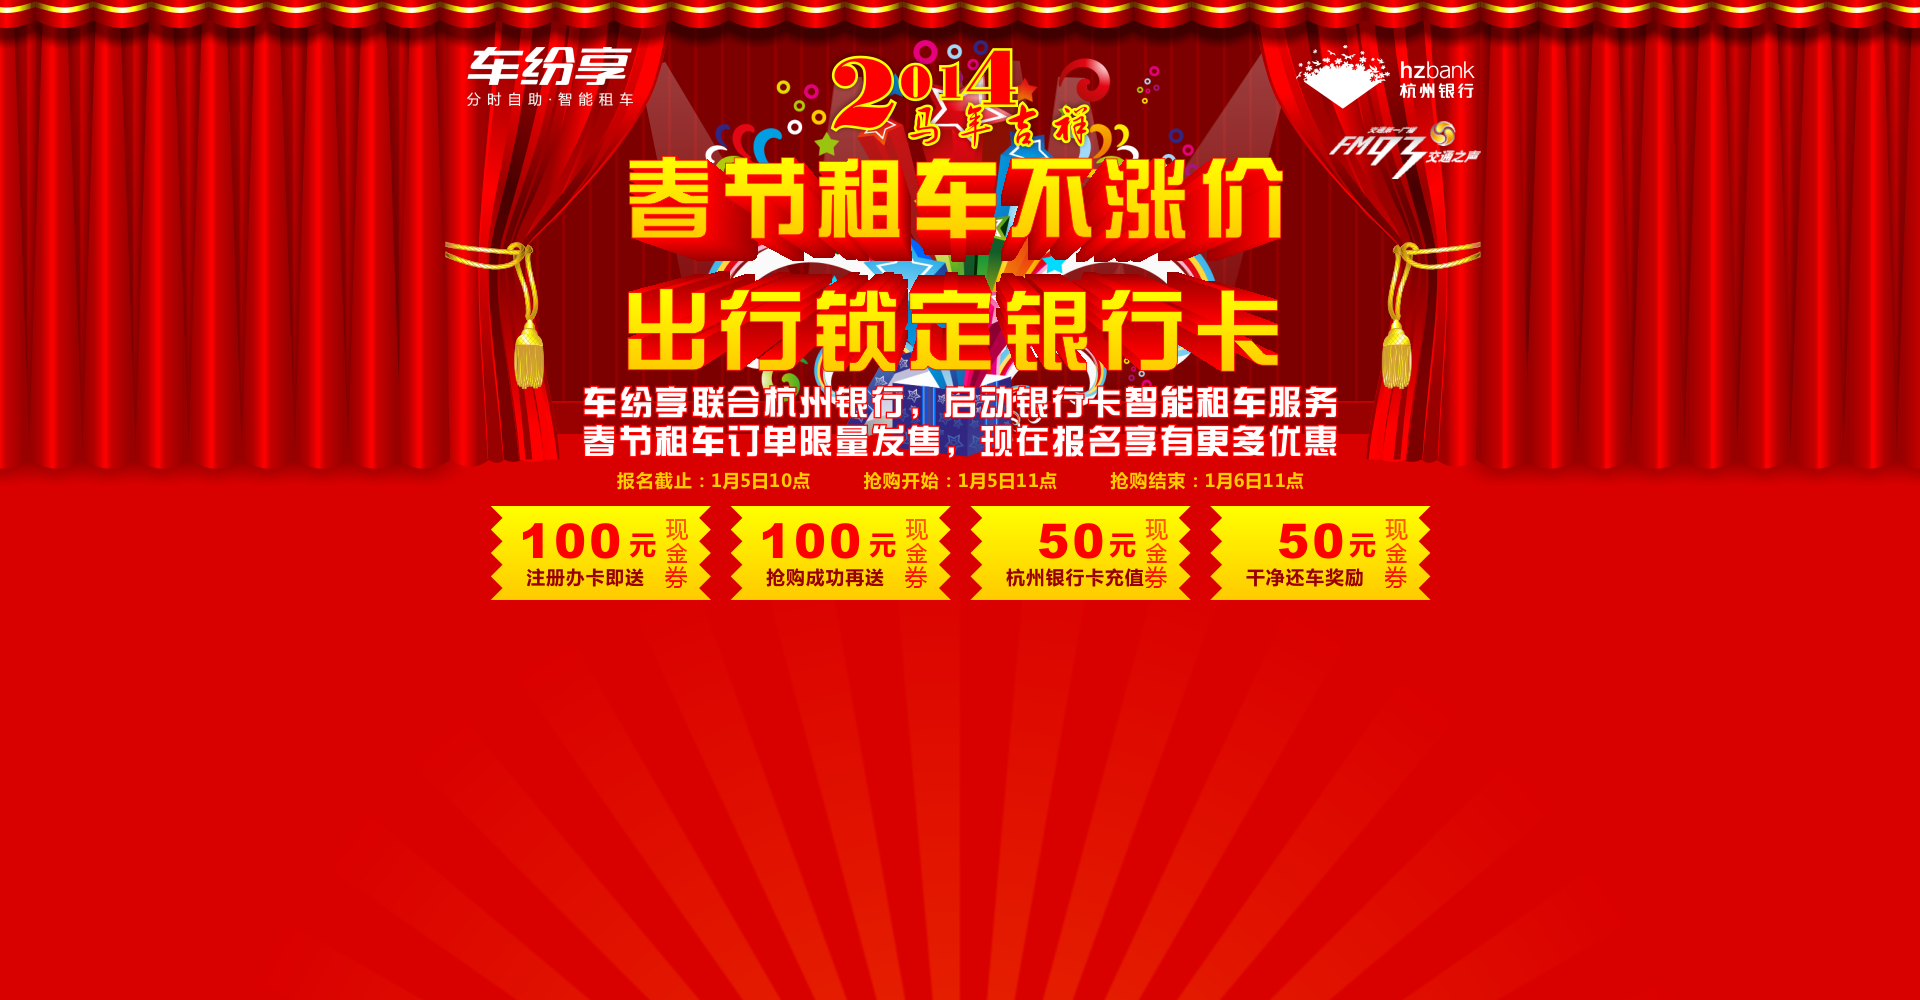 车纷享
分时自助·智能租车
2014
马年吉祥
hzbank
杭州银行
交通第一广播
FM93
交通之声
春节租车不涨价
出行锁定银行卡
车纷享联合杭州银行，启动银行卡智能租车服务
春节租车订单限量发售，现在报名享有更多优惠
报名截止：1月5日10点 抢购开始：1月5日11点 抢购结束：1月6日11点
100元 现金券
注册办卡即送
100元 现金券
抢购成功再送
50元 现金券
杭州银行卡充值
50元 现金券
干净还车奖励